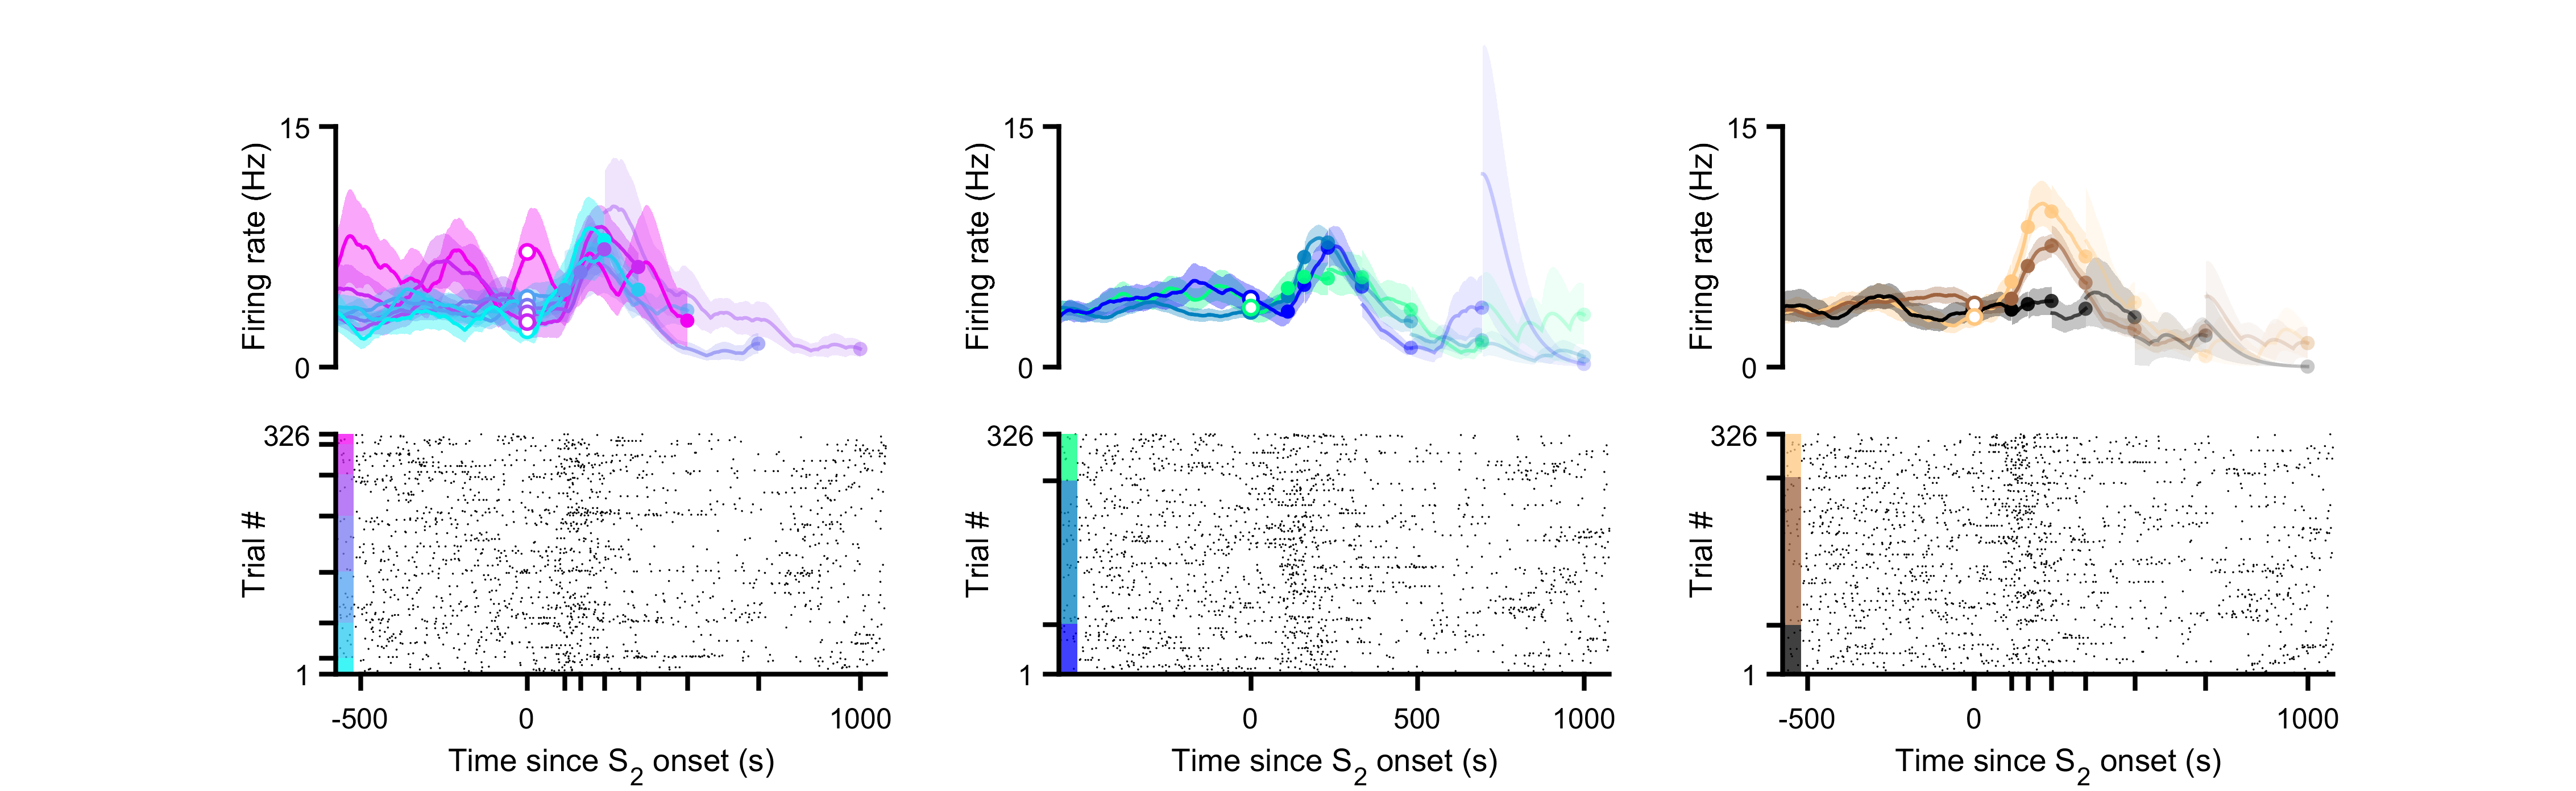 15
Firing rate (Hz)
0
326
Trial #
1
-500
0
1000
Time since S2 onset (s)
15
Firing rate (Hz)
0
326
Trial #
1
0
500
1000
Time since S2 onset (s)
15
Firing rate (Hz)
0
326
Trial #
1
-500
0
1000
Time since S2 onset (s)